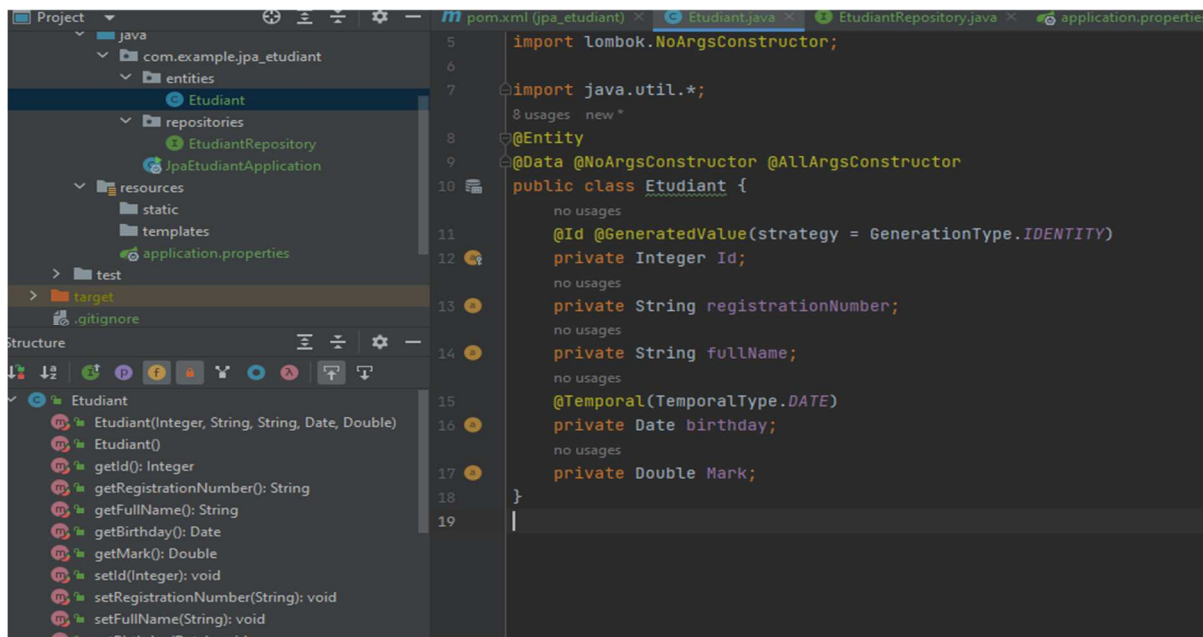 Project
java
com.example.jpa_etudiant
entities
Etudiant
repositories
EtudiantRepository
JpaEtudiantApplication
resources
static
templates
application.properties
test
target
.gitignore
Structure
Etudiant
Etudiant(Integer, String, String, Date, Double)
Etudiant()
getId(): Integer
getRegistrationNumber(): String
getFullName(): String
getBirthday(): Date
getMark(): Double
setId(Integer): void
setRegistrationNumber(String): void
setFullName(String): void
pom.xml (jpa_etudiant) Etudiant.java EtudiantRepository.java application.propertie
5 import lombok.NoArgsConstructor;
6
7 import java.util.*;
8 usages new *
8 @Entity
9 @Data @NoArgsConstructor @AllArgsConstructor
10 public class Etudiant {
no usages
11 @Id @GeneratedValue(strategy = GenerationType.IDENTITY)
12 private Integer Id;
no usages
13 private String registrationNumber;
no usages
14 private String fullName;
no usages
15 @Temporal(TemporalType.DATE)
16 private Date birthday;
no usages
17 private Double Mark;
18 }
19